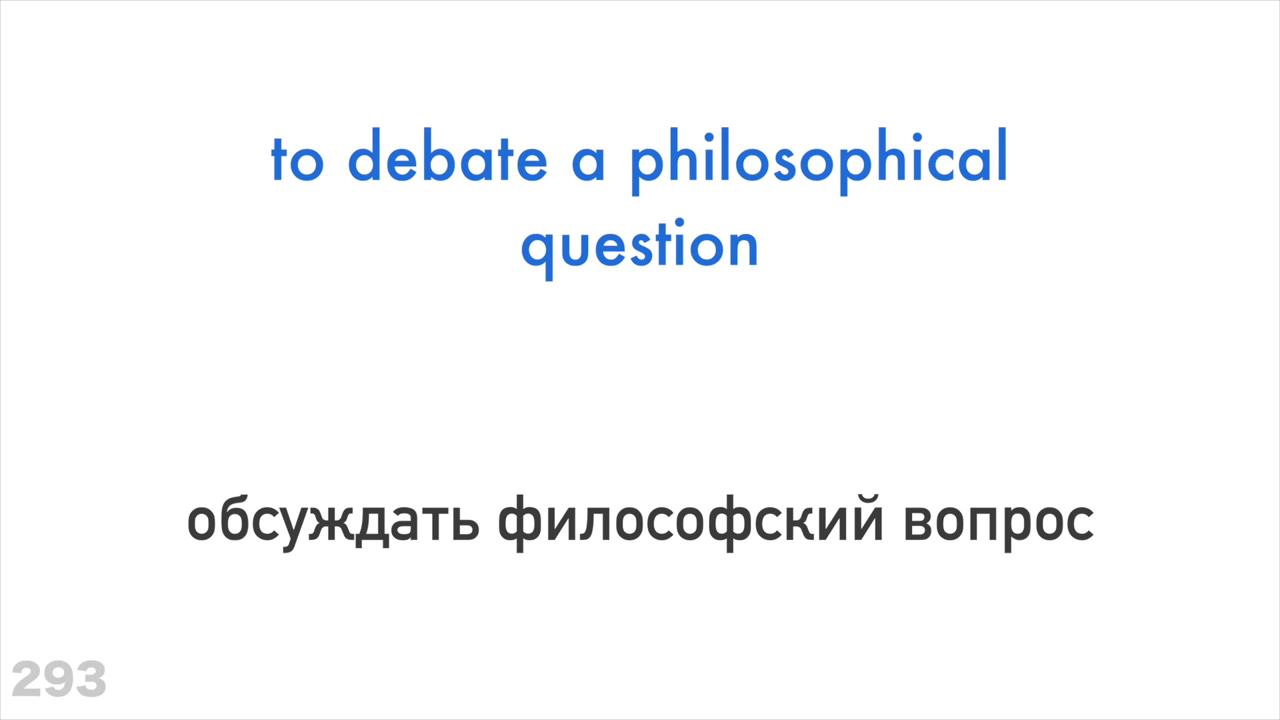 to debate a philosophical
question
обсуждать философский вопрос
293